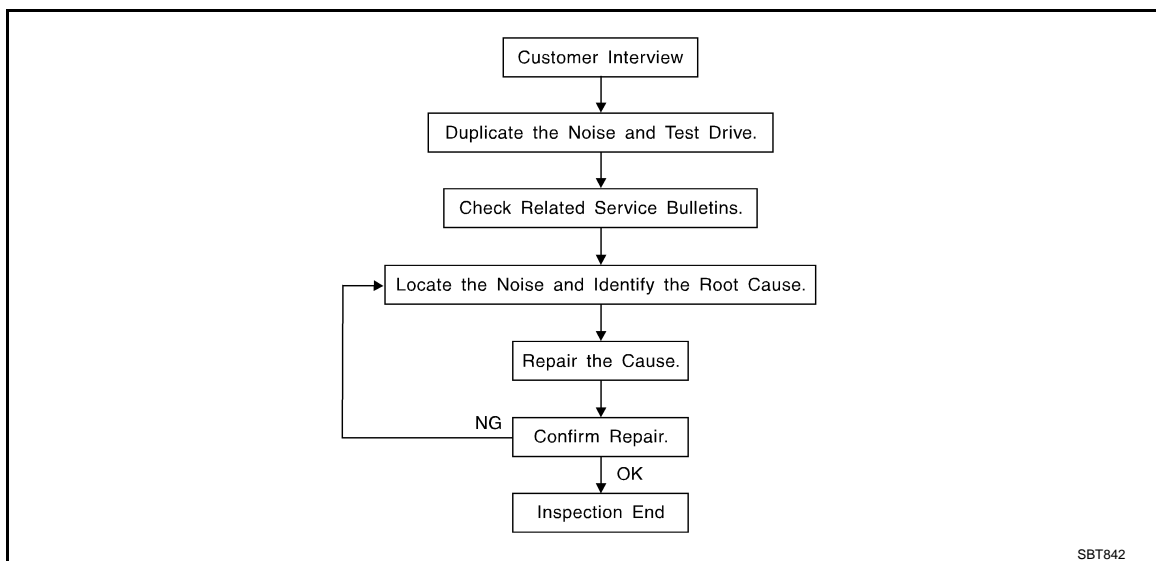 Customer Interview
Duplicate the Noise and Test Drive.
Check Related Service Bulletins.
Locate the Noise and Identify the Root Cause.
Repair the Cause.
NG
Confirm Repair.
OK
Inspection End
SBT842